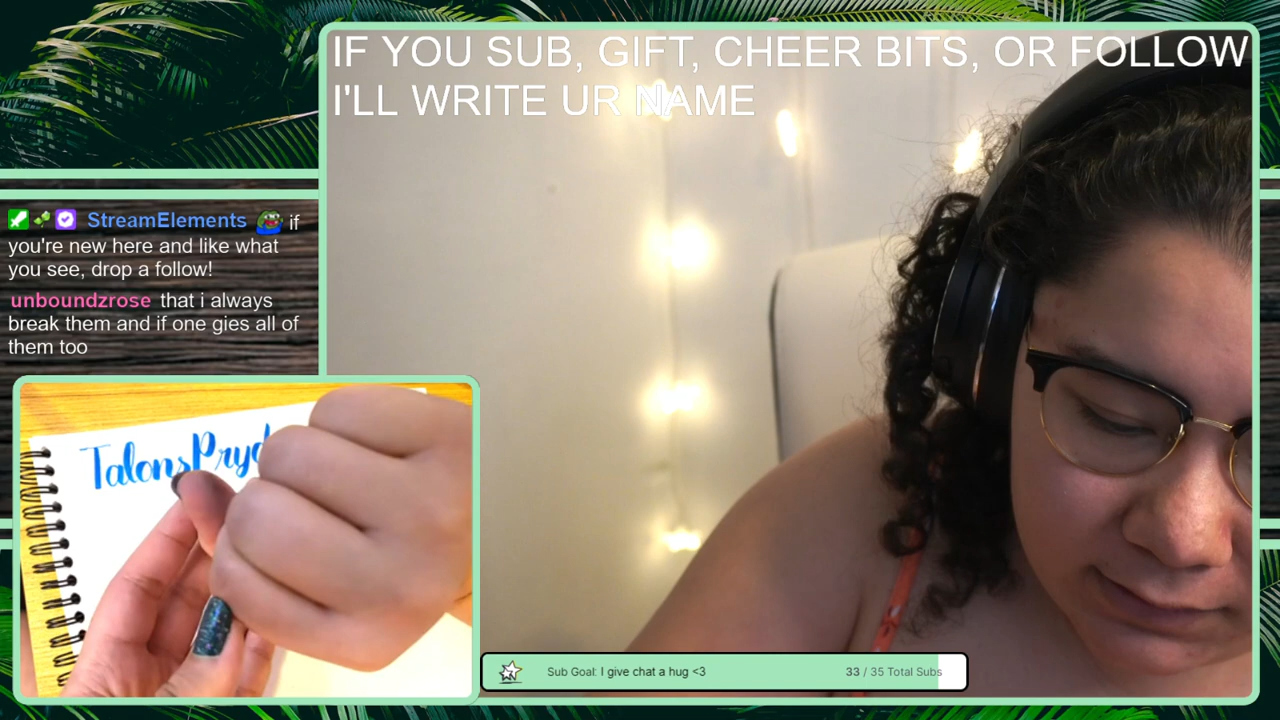 IF YOU SUB, GIFT, CHEER BITS, OR FOLLOW
I'LL WRITE UR NAME
StreamElements if
you're new here and like what
you see, drop a follow!
unboundzrose that i always
break them and if one gies all of
them too
TalonsPryd
Sub Goal: I give chat a hug <3 33 / 35 Total Subs